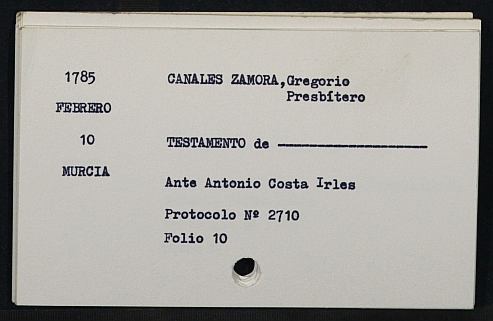 1785
CANALES ZAMORA, Gregorio
Presbítero
FEBRERO
10
TESTAMENTO de ————————
MURCIA
Ante Antonio Costa Irles
Protocolo Nº 2710
Folio 10